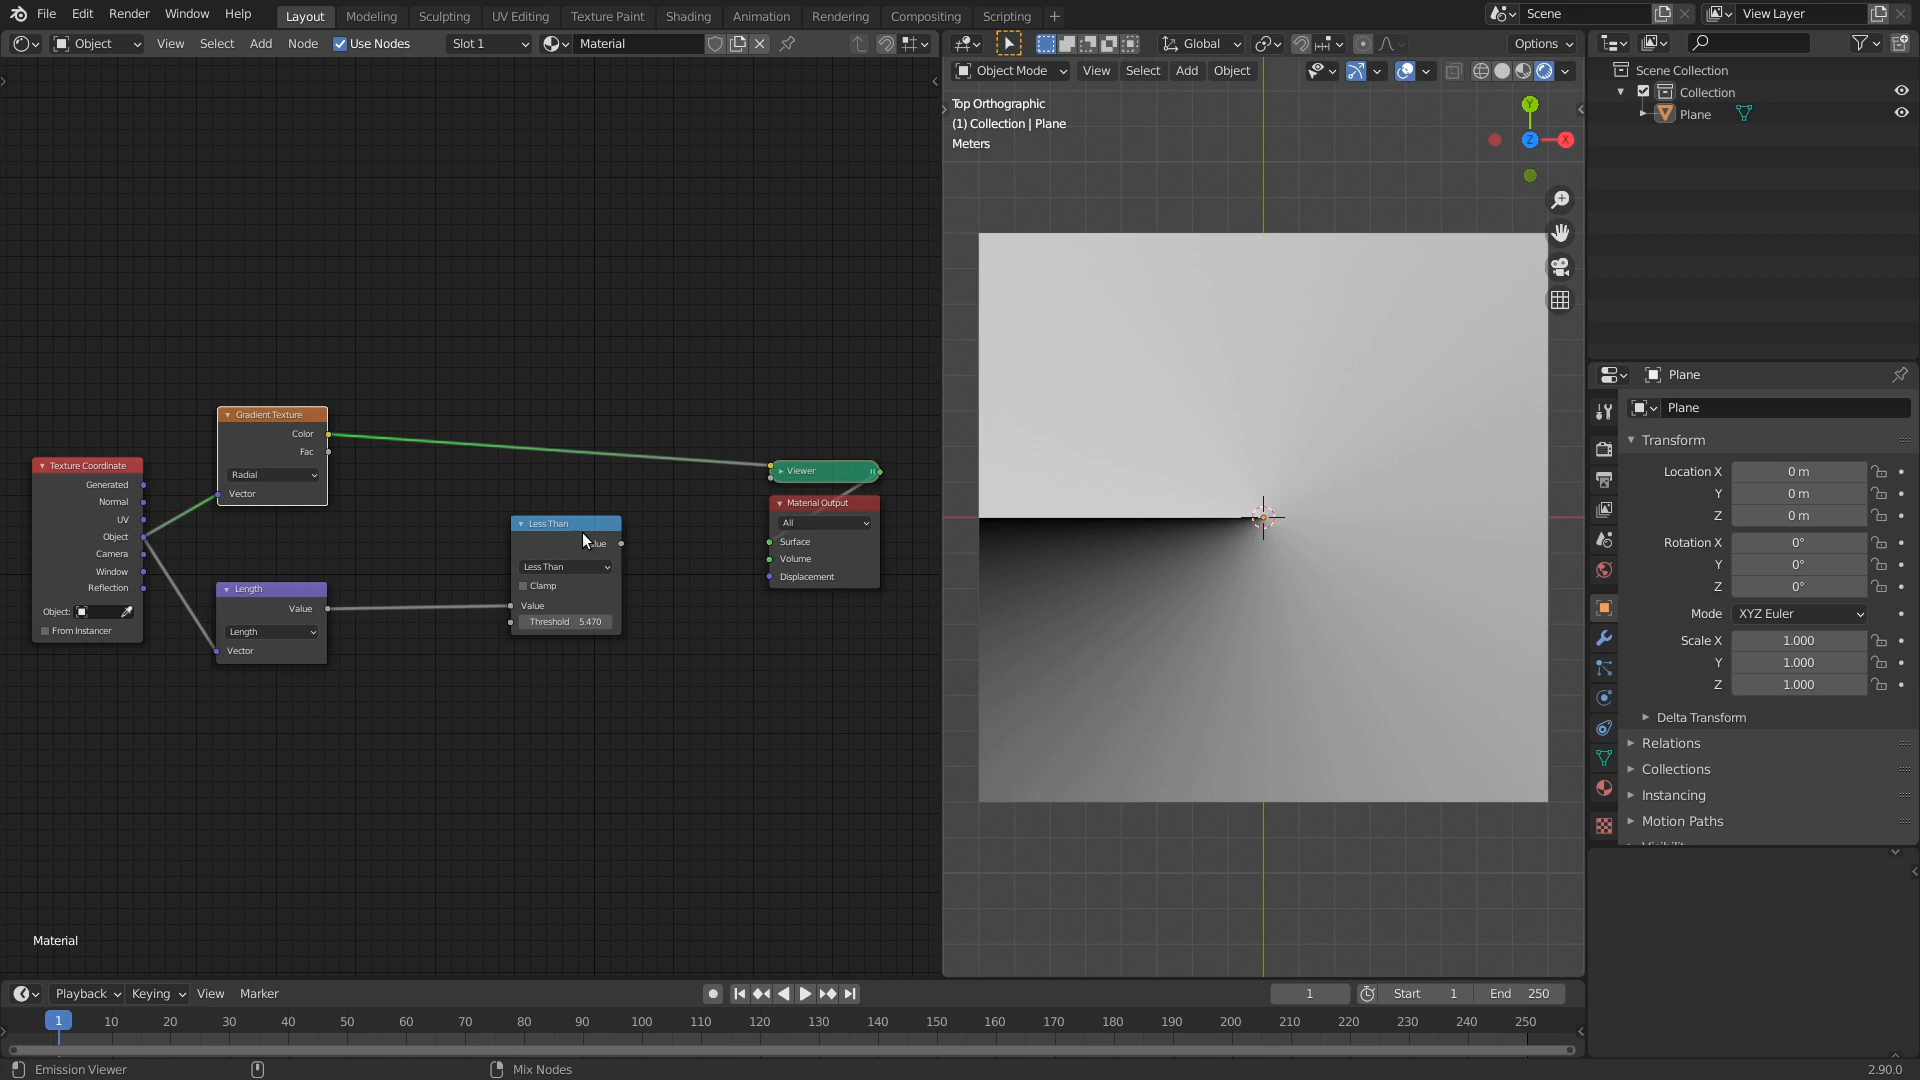 File Edit Render Window Help Layout Modeling Sculpting UV Editing Texture Paint Shading Animation Rendering Compositing Scripting + Scene View Layer
Object View Select Add Node Use Nodes Slot 1 Material Global Options
Object Mode View Select Add Object
Top Orthographic
(1) Collection | Plane
Meters
Y
Z
X
Scene Collection
Collection
Plane
Gradient Texture
Color
Fac
Radial
Vector
Texture Coordinate
Generated
Normal
UV
Object
Camera
Window
Reflection
Object:
From Instancer
Length
Value
Length
Vector
Less Than
Less Than
Clamp
Value
Threshold 5.470
Viewer
Material Output
All
Surface
Volume
Displacement
Material
Plane
Plane
Transform
Location X 0 m
Y 0 m
Z 0 m
Rotation X 0°
Y 0°
Z 0°
Mode XYZ Euler
Scale X 1.000
Y 1.000
Z 1.000
Delta Transform
Relations
Collections
Instancing
Motion Paths
Playback Keying View Marker 1 Start 1 End 250
1 10 20 30 40 50 60 70 80 90 100 110 120 130 140 150 160 170 180 190 200 210 220 230 240 250
Emission Viewer Mix Nodes 2.90.0